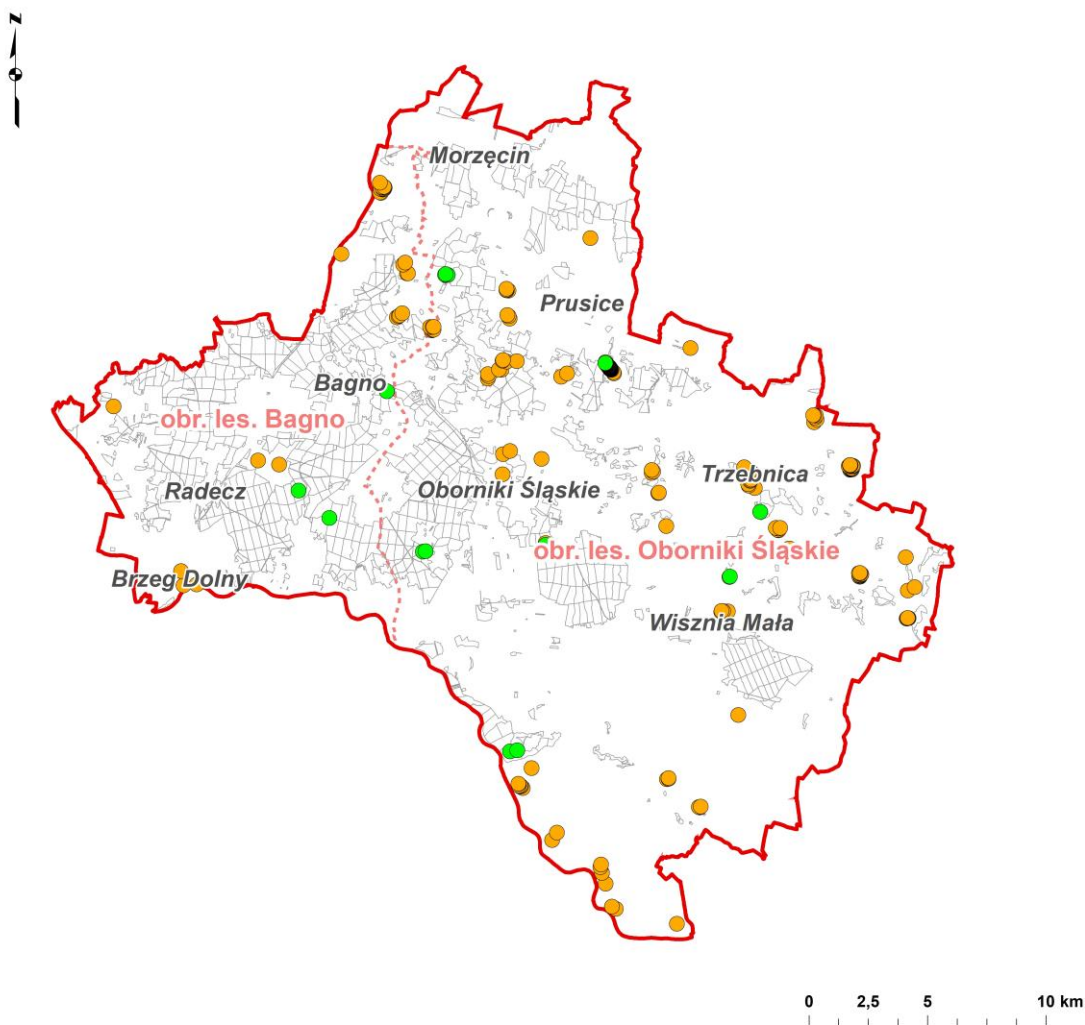 N
Morzęcin
Prusice
Bagno
obr. les. Bagno
Trzebnica
Radecz
Oborniki Śląskie
obr. les. Oborniki Śląskie
Brzeg Dolny
Wisznia Mała
0 2,5 5 10 km